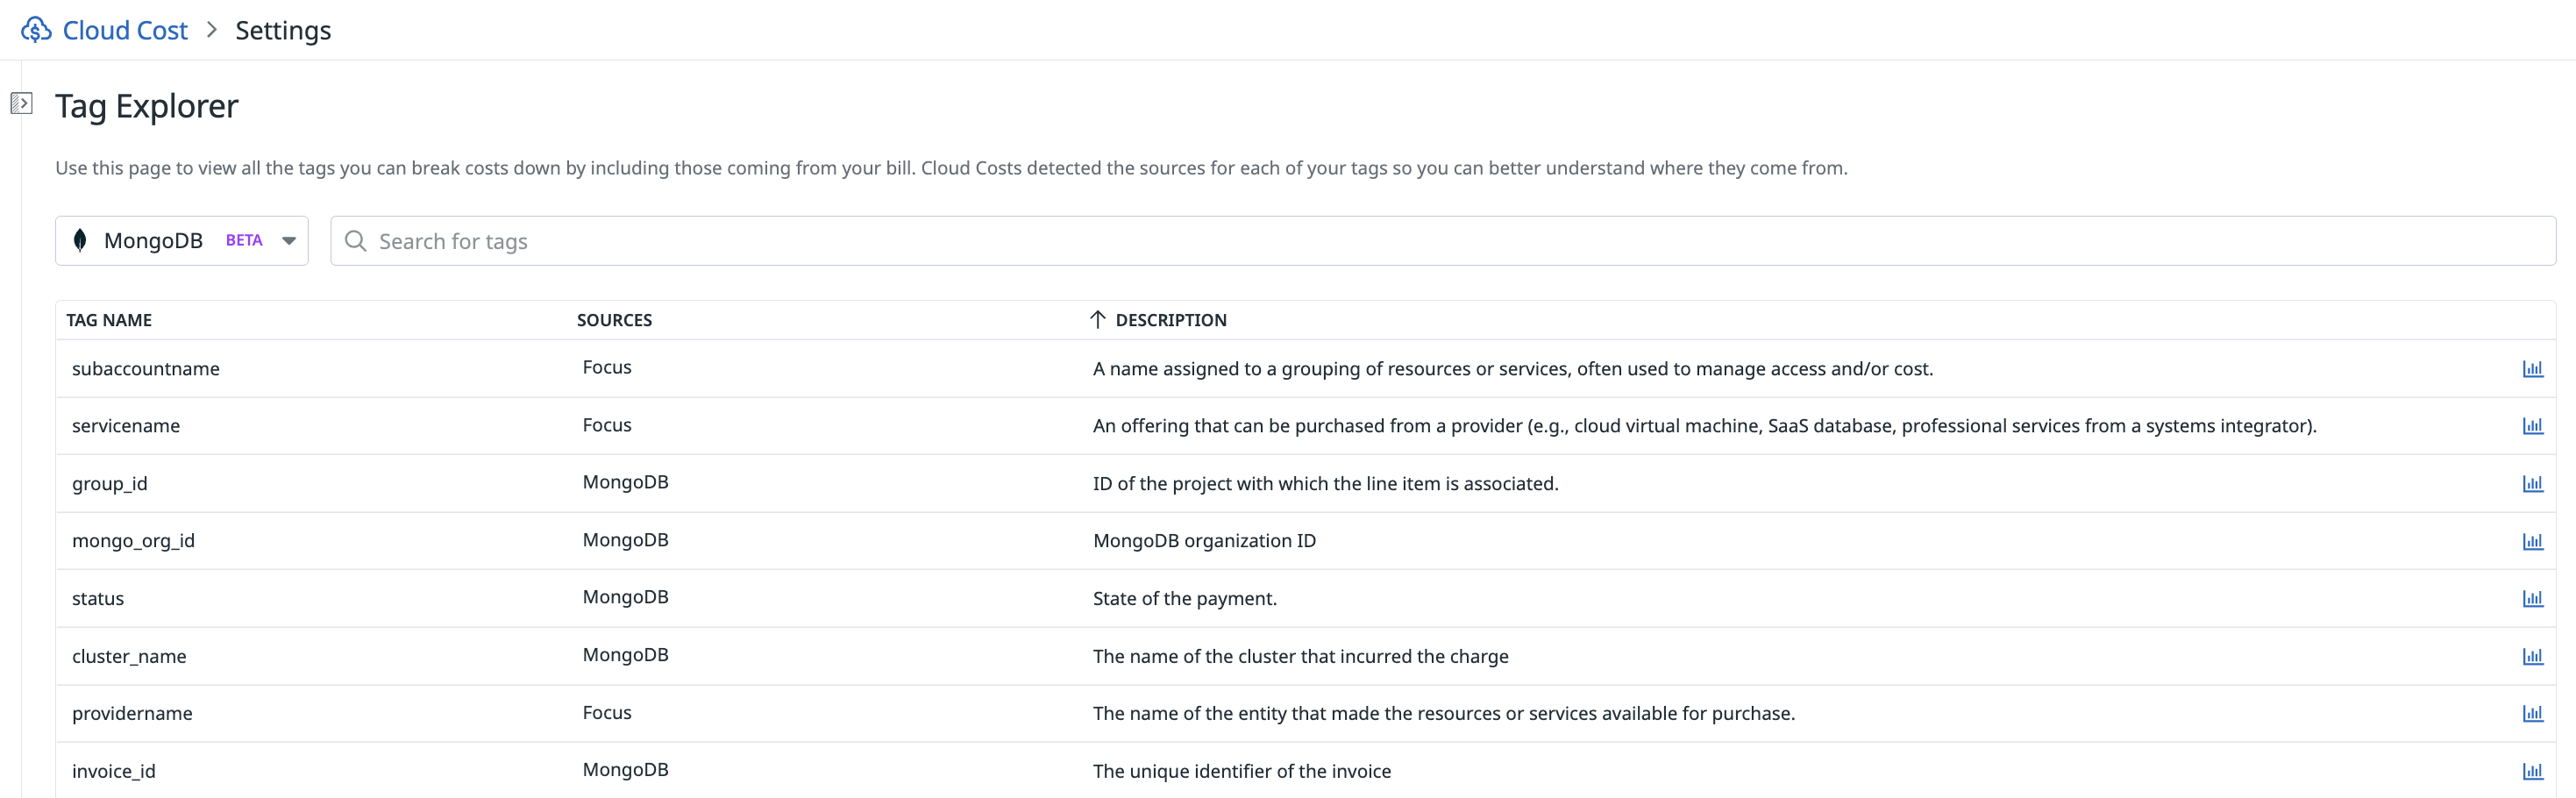 Cloud Cost > Settings
Tag Explorer
Use this page to view all the tags you can break costs down by including those coming from your bill. Cloud Costs detected the sources for each of your tags so you can better understand where they come from.
MongoDB BETA Search for tags
TAG NAME SOURCES ↑ DESCRIPTION
subaccountname Focus A name assigned to a grouping of resources or services, often used to manage access and/or cost.
servicename Focus An offering that can be purchased from a provider (e.g., cloud virtual machine, SaaS database, professional services from a systems integrator).
group_id MongoDB ID of the project with which the line item is associated.
mongo_org_id MongoDB MongoDB organization ID
status MongoDB State of the payment.
cluster_name MongoDB The name of the cluster that incurred the charge
providername Focus The name of the entity that made the resources or services available for purchase.
invoice_id MongoDB The unique identifier of the invoice